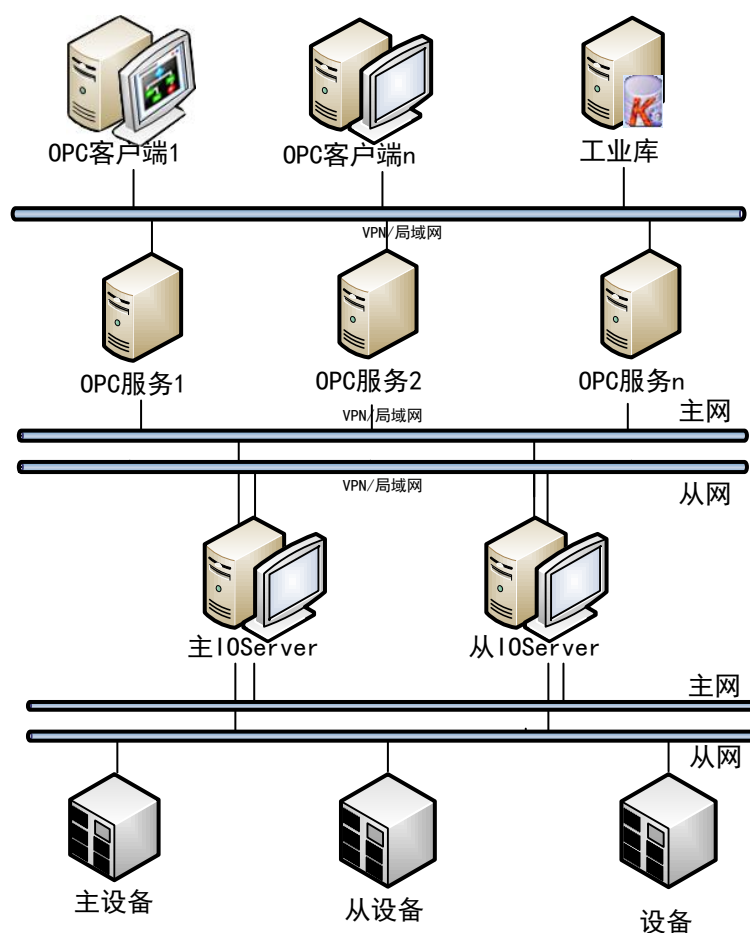 OPC客户端1
OPC客户端n
工业库
VPN/局域网
OPC服务1
OPC服务2
OPC服务n
VPN/局域网
主网
VPN/局域网
从网
主IOServer
从IOServer
主网
从网
主设备
从设备
设备